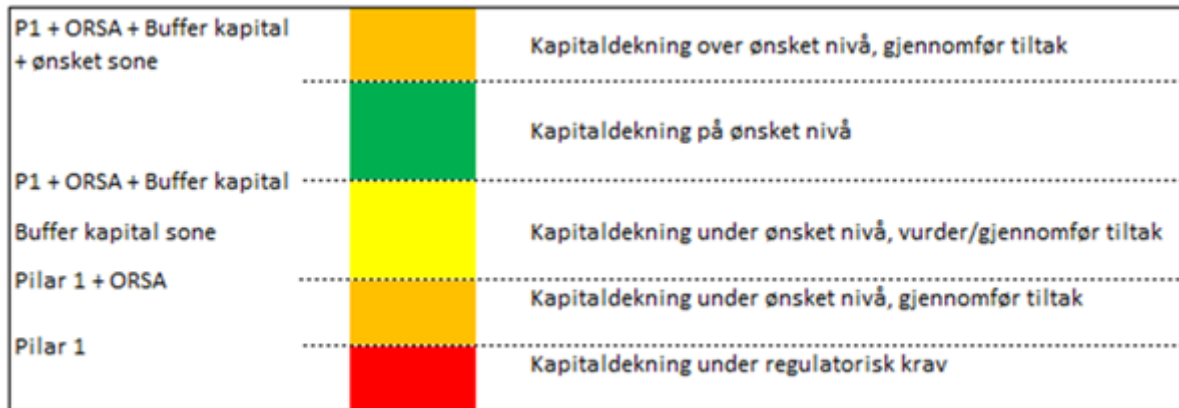 P1 + ORSA + Buffer kapital
+ ønsket sone
Kapitaldekning over ønsket nivå, gjennomfør tiltak
Kapitaldekning på ønsket nivå
P1 + ORSA + Buffer kapital
Buffer kapital sone
Kapitaldekning under ønsket nivå, vurder/gjennomfør tiltak
Pilar 1 + ORSA
Kapitaldekning under ønsket nivå, gjennomfør tiltak
Pilar 1
Kapitaldekning under regulatorisk krav